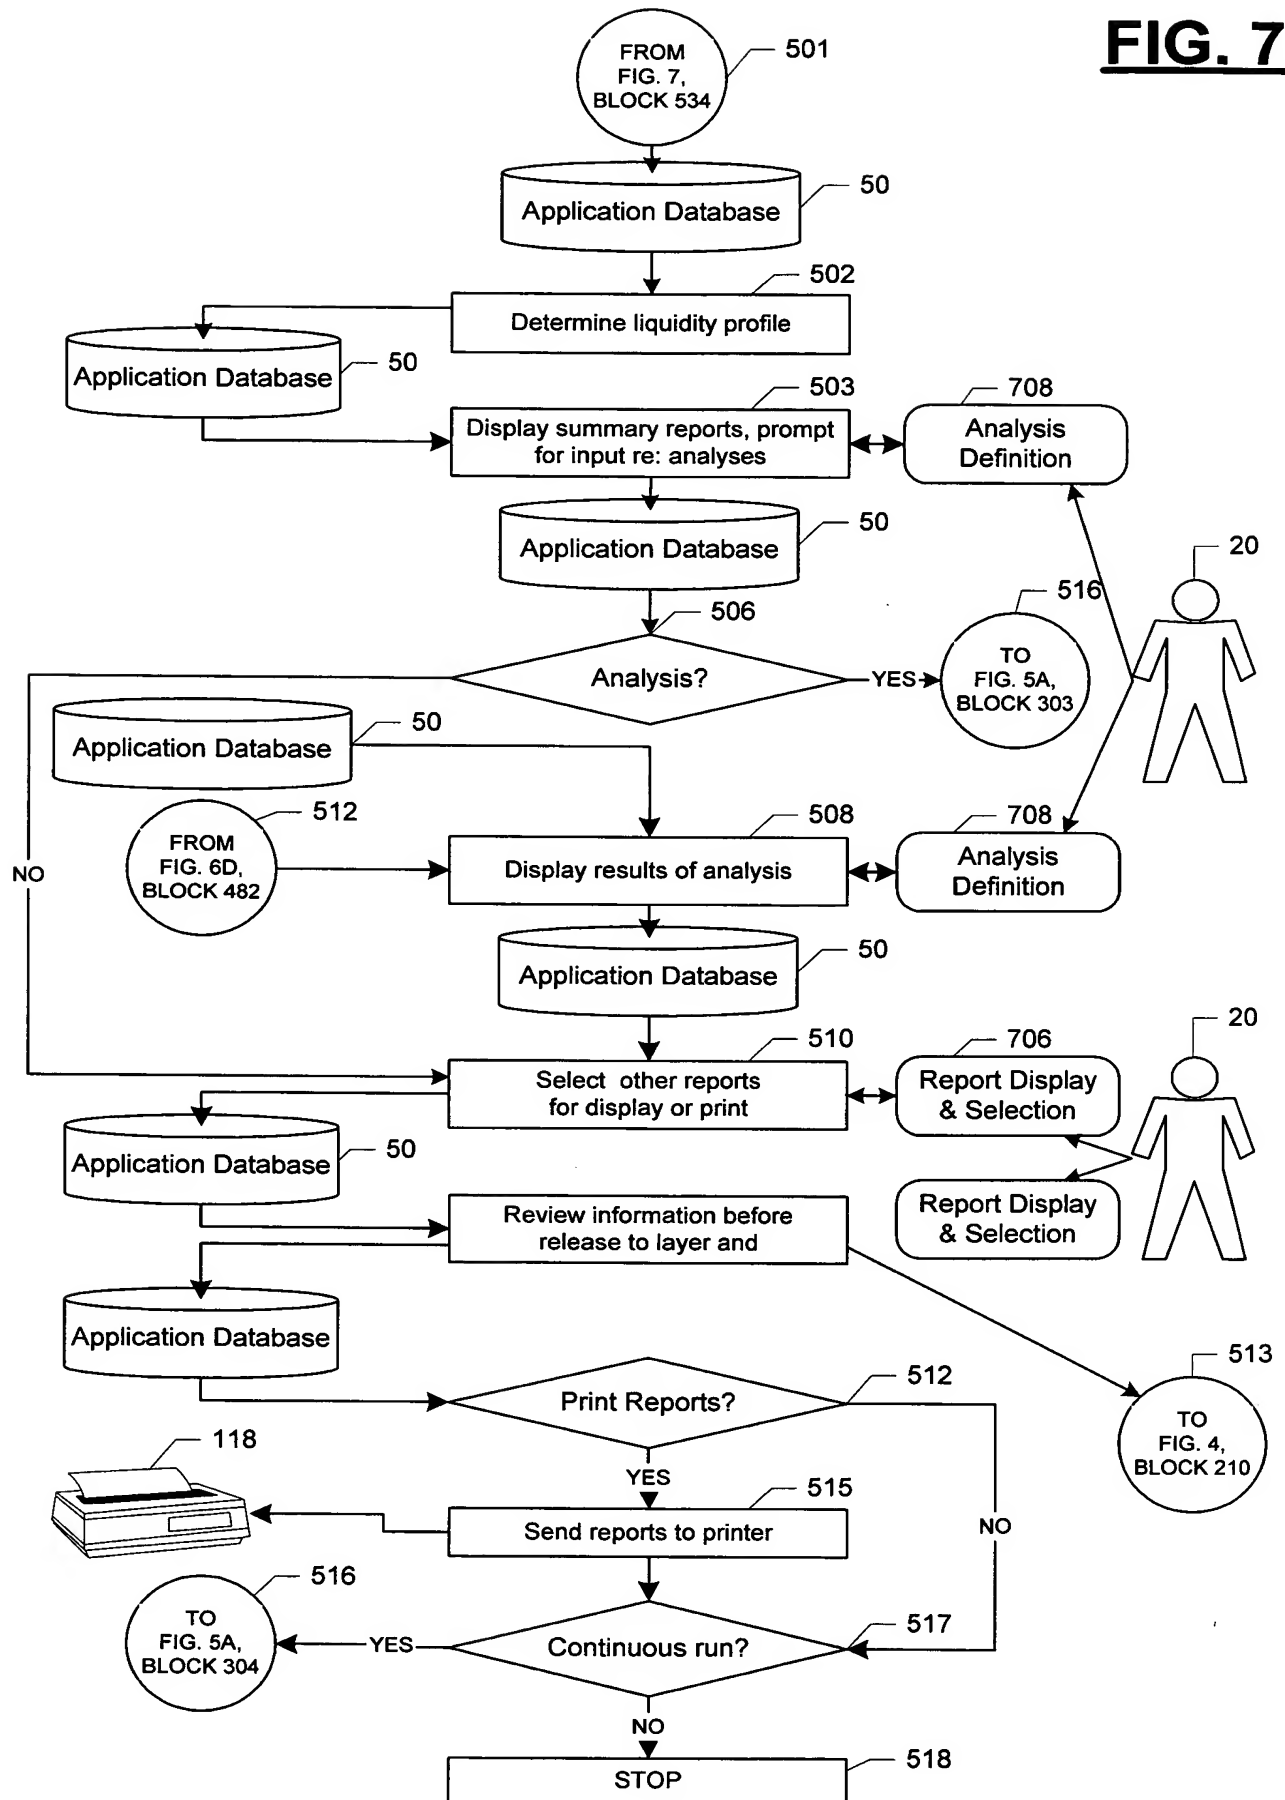 FIG. 7
FROM
FIG. 7,
BLOCK 534
501
Application Database
50
502
Determine liquidity profile
Application Database
50
503
Display summary reports, prompt
for input re: analyses
708
Analysis
Definition
Application Database
50
20
506
Analysis?
YES
516
TO
FIG. 5A,
BLOCK 303
Application Database
50
NO
FROM
FIG. 6D,
BLOCK 482
512
508
Display results of analysis
708
Analysis
Definition
Application Database
50
510
Select other reports
for display or print
706
Report Display
& Selection
20
Application Database
50
Report Display
& Selection
Review information before
release to layer and
Application Database
513
TO
FIG. 4,
BLOCK 210
Print Reports?
512
118
YES
NO
515
Send reports to printer
516
TO
FIG. 5A,
BLOCK 304
YES
Continuous run?
517
NO
518
STOP